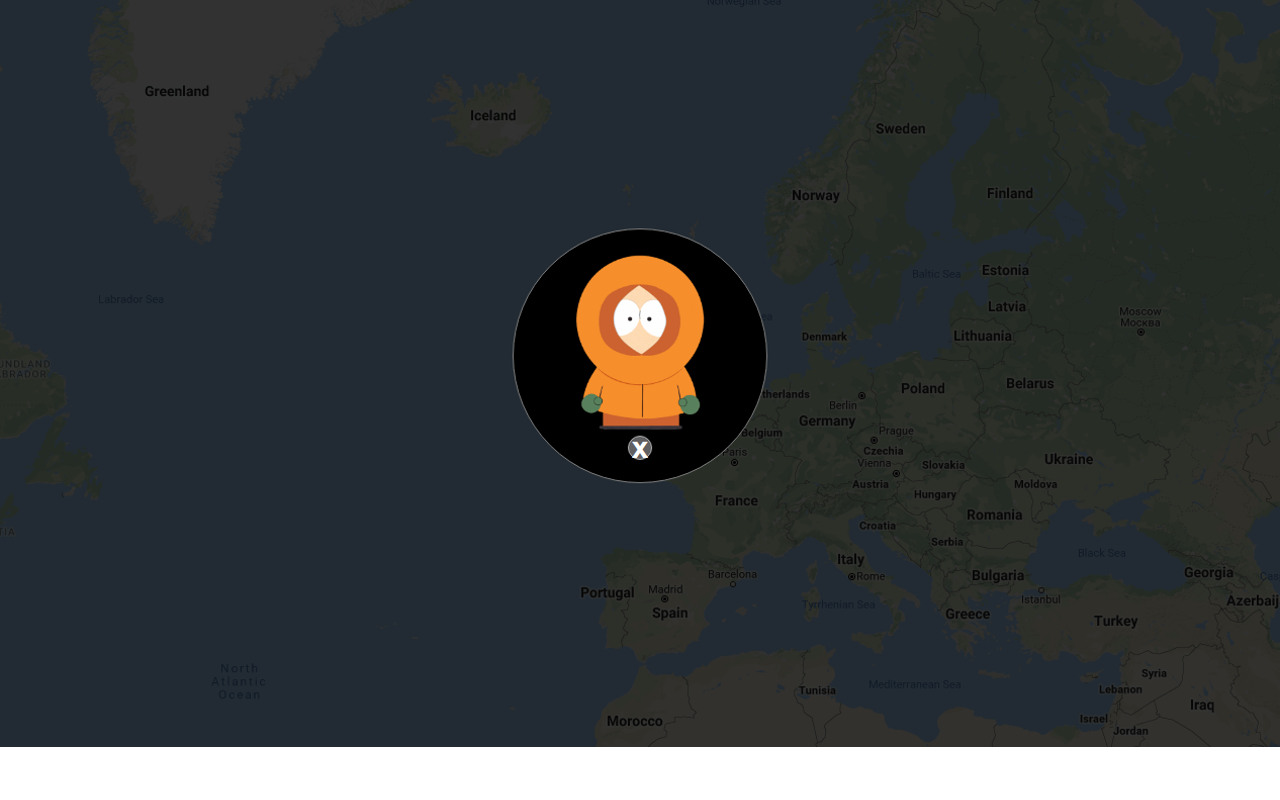 Norwegian Sea
Greenland
Iceland
Sweden
Norway
Finland
Estonia
Baltic Sea
Labrador Sea
Latvia
Moscow
Москва
Denmark
Lithuania
UNDLAND
BRADOR
Belarus
Poland
therlands
Berlin
Germany
Belgium
Prague
Paris
Czechia
Vienna
Slovakia
Ukraine
X
Austria
Moldova
Hungary
France
Romania
Croatia
TIA
Serbia
Black Sea
Italy
Barcelona
Rome
Bulgaria
Georgia
Madrid
Portugal
Istanbul
Azerbaij
Tyrrhenian Sea
Spain
Greece
Turkey
North
Atlantic
Ocean
Syria
Mediterranean Sea
Tunisia
Lebanon
Iraq
Morocco
Israel
Jordan